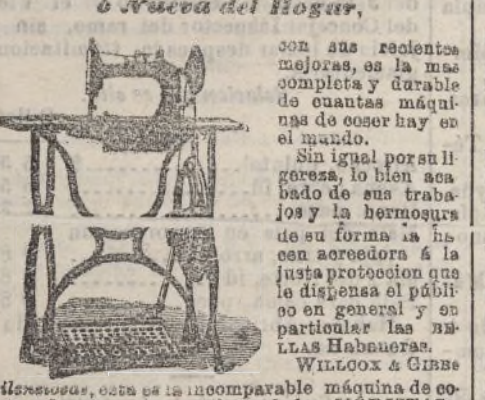 ó Nueva del Hogar,
con sus recientes
mejoras, es la mas
completa y durable
de cuantas máqui-
nas de coser hay en
el mundo.
Sin igual por su li
gereza, lo bien aca
bado de sus traba-
jos y la hermosura
de su forma la ha-
cen acreedora á la
justa proteccion que
le dispensa el públi-
co en general y en
particular las BE-
LLAS Habaneras.
WILLCOX & GIBBS
silenciosas, esta es la incomparable máquina de co-